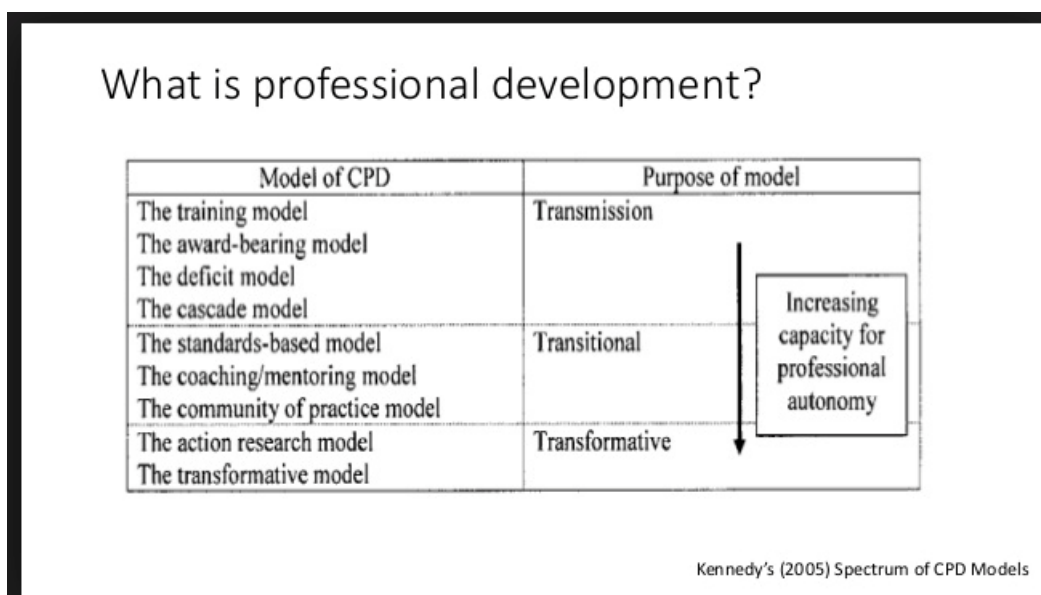 What is professional development?
Model of CPD
Purpose of model
The training model
Transmission
The award-bearing model
The deficit model
The cascade model
The standards-based model
Transitional
The coaching/mentoring model
The community of practice model
The action research model
Transformative
The transformative model
Increasing
capacity for
professional
autonomy
Kennedy's (2005) Spectrum of CPD Models